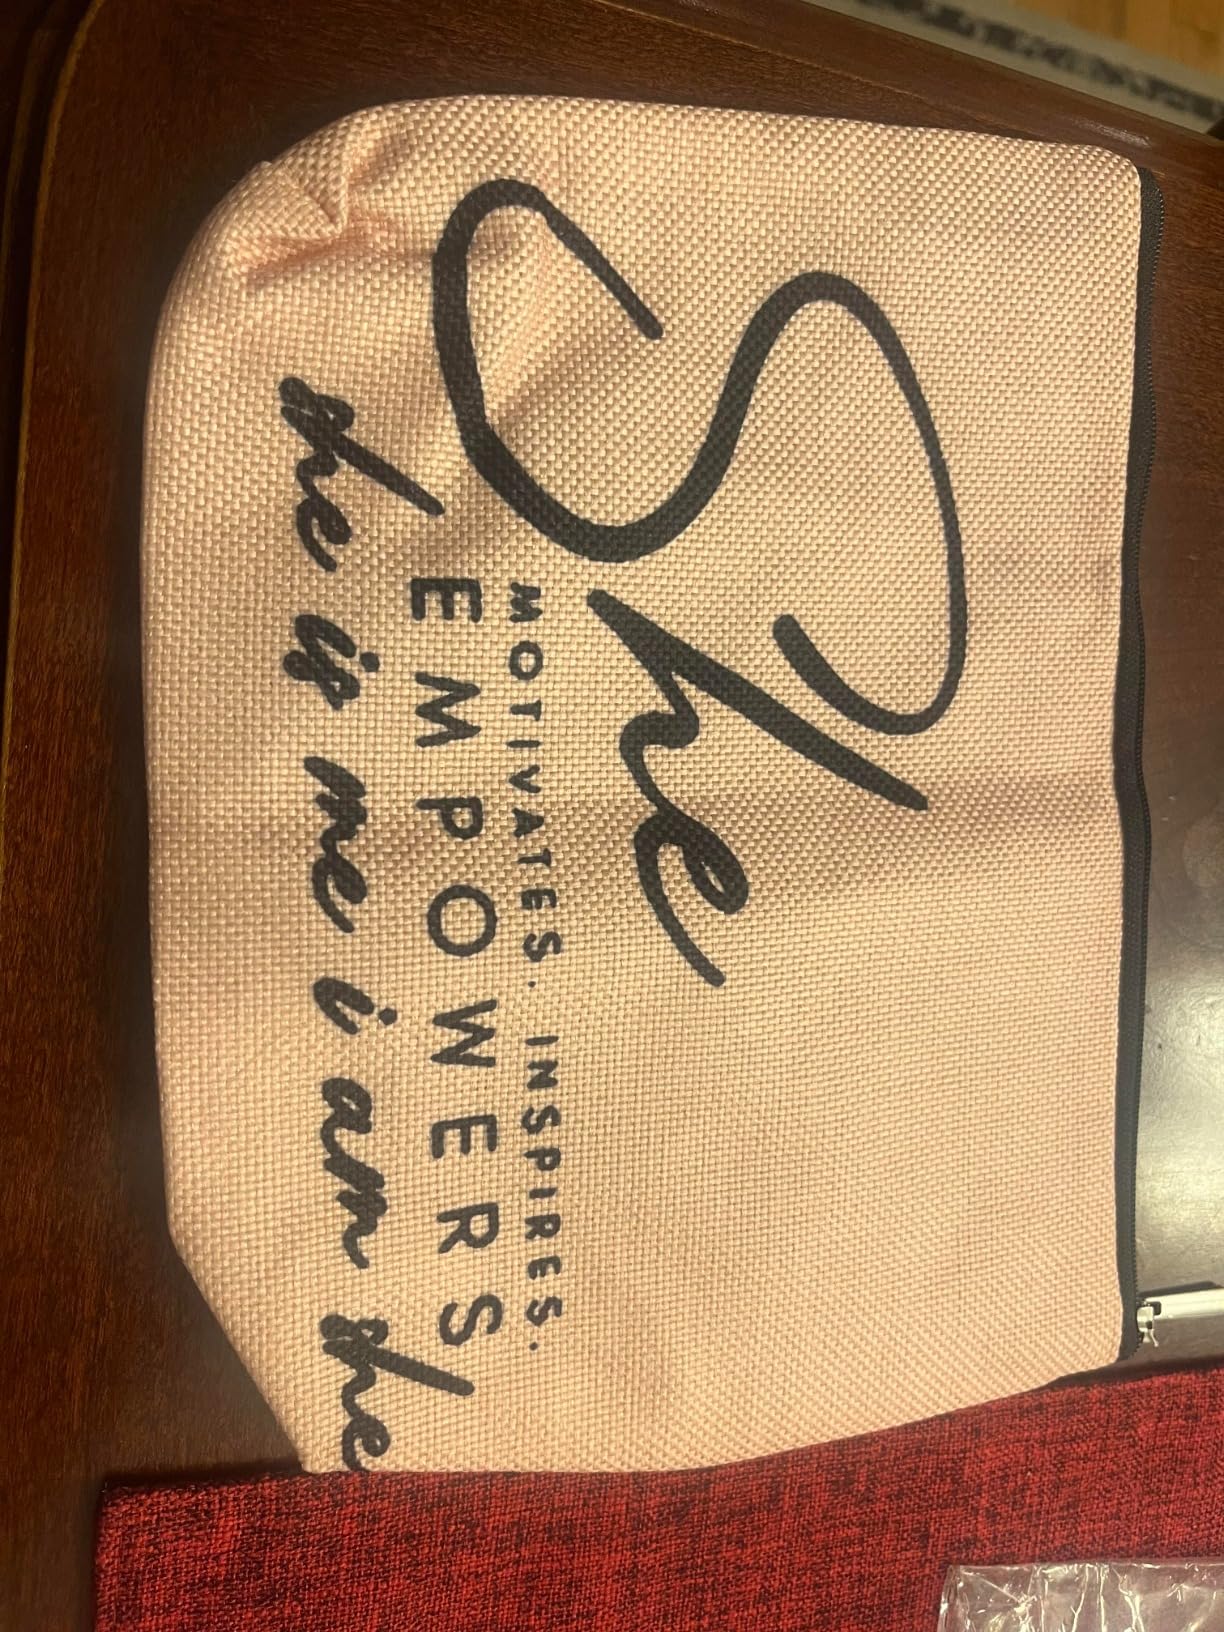 She
MOTIVATES. INSPIRES.
EMPOWERS
she is me i am she